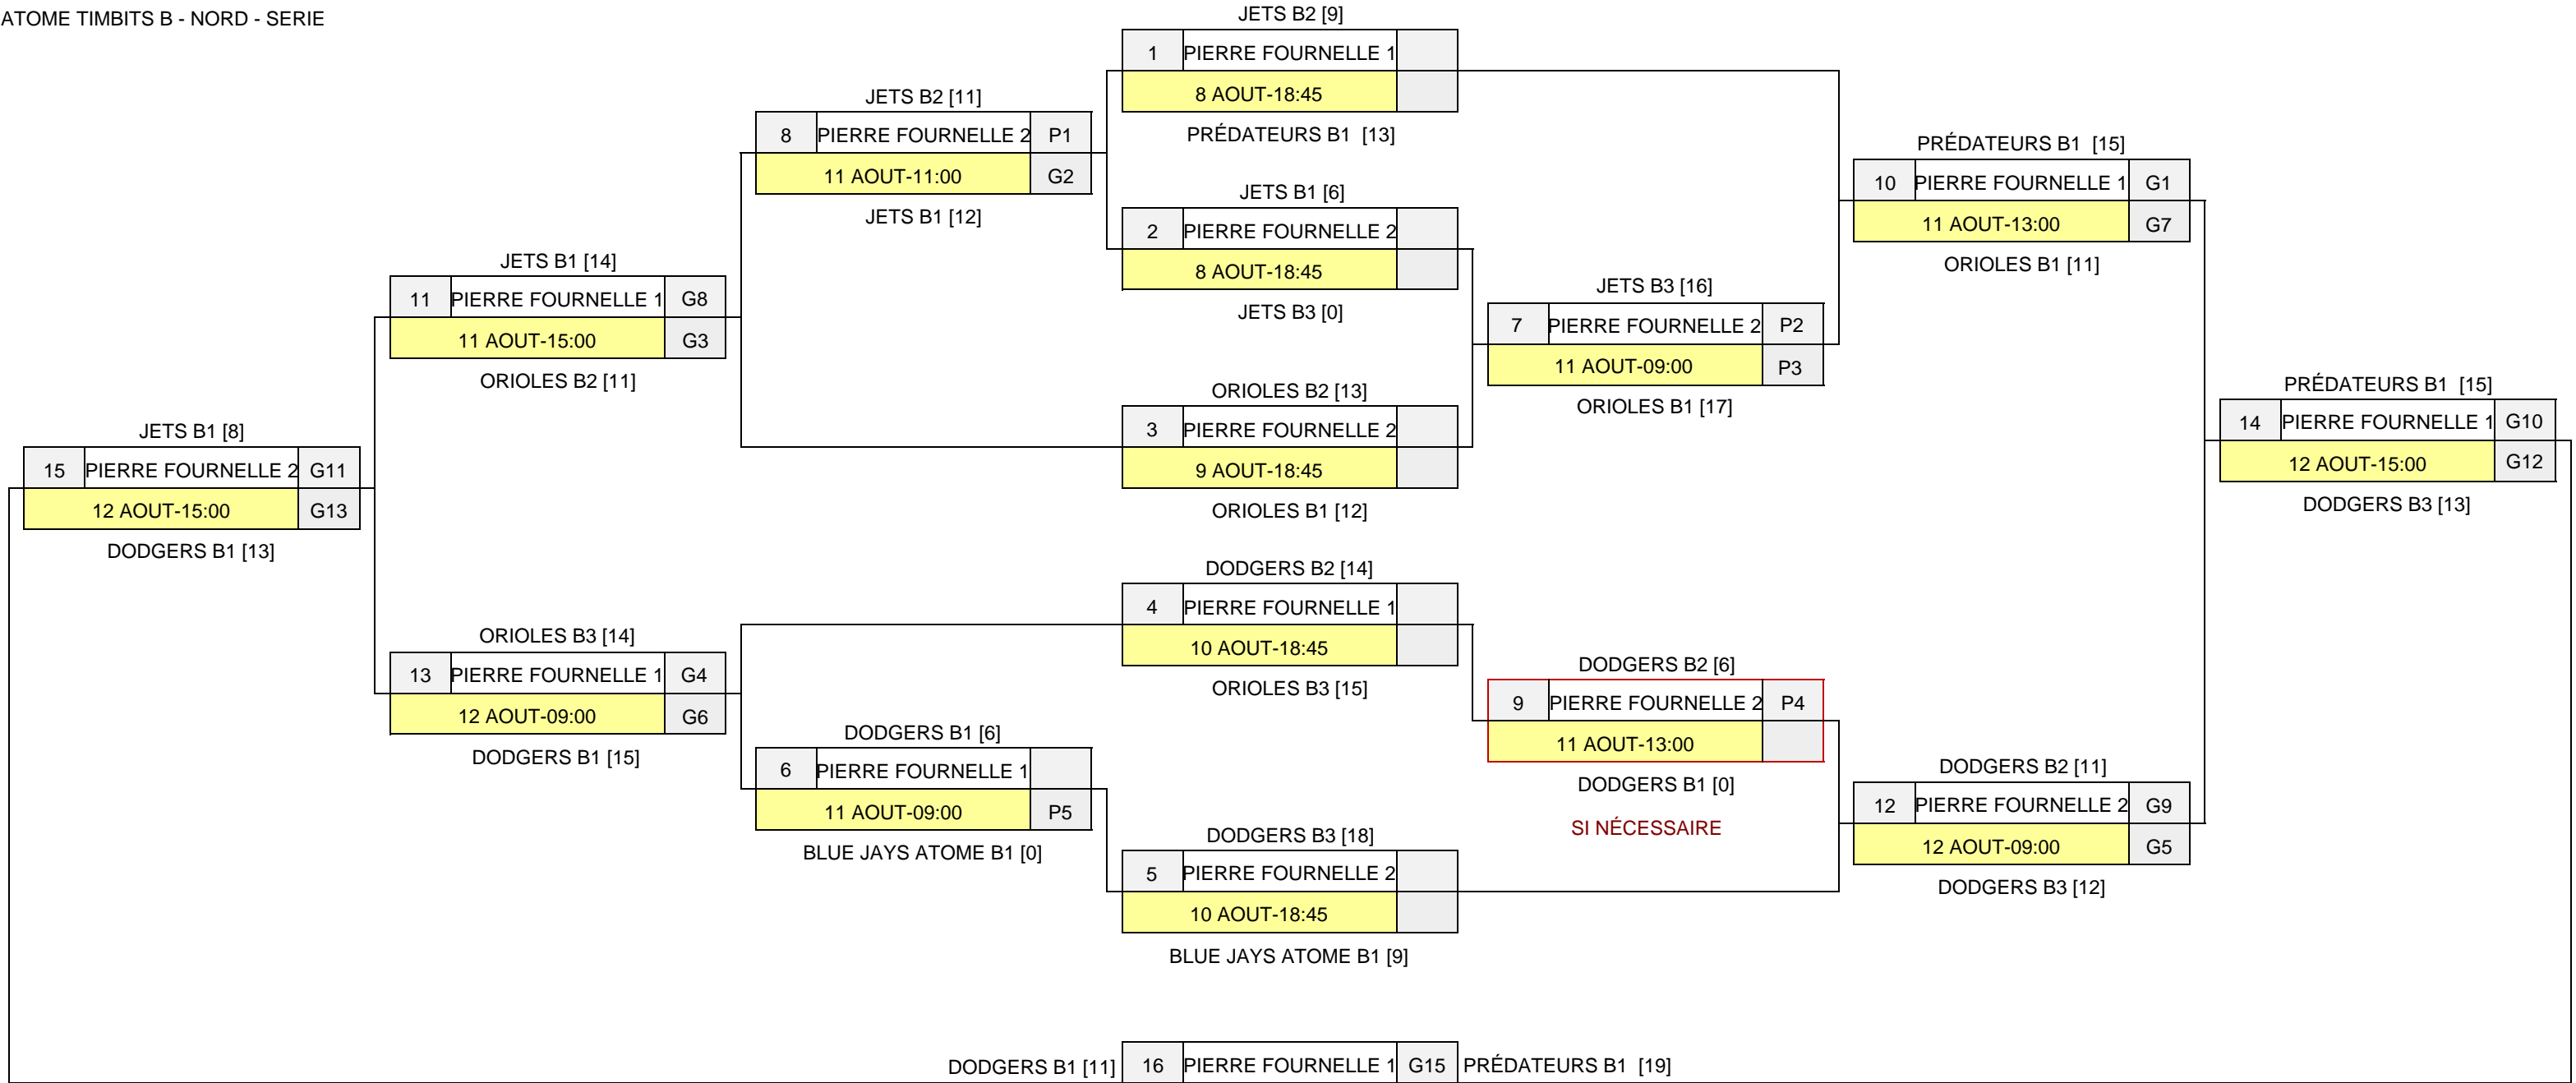 ATOME TIMBITS B - NORD - SERIE
JETS B2 [9]
1 PIERRE FOURNELLE 1
8 AOUT-18:45
PRÉDATEURS B1 [13]
JETS B2 [11]
8 PIERRE FOURNELLE 2 P1
11 AOUT-11:00 G2
JETS B1 [12]
JETS B1 [6]
2 PIERRE FOURNELLE 2
8 AOUT-18:45
JETS B3 [0]
PRÉDATEURS B1 [15]
10 PIERRE FOURNELLE 1 G1
11 AOUT-13:00 G7
ORIOLES B1 [11]
JETS B1 [14]
11 PIERRE FOURNELLE 1 G8
11 AOUT-15:00 G3
ORIOLES B2 [11]
JETS B3 [16]
7 PIERRE FOURNELLE 2 P2
11 AOUT-09:00 P3
ORIOLES B1 [17]
ORIOLES B2 [13]
3 PIERRE FOURNELLE 2
9 AOUT-18:45
ORIOLES B1 [12]
PRÉDATEURS B1 [15]
14 PIERRE FOURNELLE 1 G10
12 AOUT-15:00 G12
DODGERS B3 [13]
JETS B1 [8]
15 PIERRE FOURNELLE 2 G11
12 AOUT-15:00 G13
DODGERS B1 [13]
DODGERS B2 [14]
4 PIERRE FOURNELLE 1
10 AOUT-18:45
ORIOLES B3 [15]
ORIOLES B3 [14]
13 PIERRE FOURNELLE 1 G4
12 AOUT-09:00 G6
DODGERS B1 [15]
DODGERS B2 [6]
9 PIERRE FOURNELLE 2 P4
11 AOUT-13:00
DODGERS B1 [0]
SI NÉCESSAIRE
DODGERS B1 [6]
6 PIERRE FOURNELLE 1
11 AOUT-09:00 P5
BLUE JAYS ATOME B1 [0]
DODGERS B2 [11]
12 PIERRE FOURNELLE 2 G9
12 AOUT-09:00 G5
DODGERS B3 [12]
DODGERS B3 [18]
5 PIERRE FOURNELLE 2
10 AOUT-18:45
BLUE JAYS ATOME B1 [9]
DODGERS B1 [11] 16 PIERRE FOURNELLE 1 G15 PRÉDATEURS B1 [19]